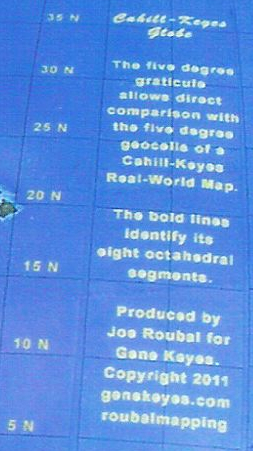 35 N
Cahill-Keyes
Globe
30 N
The five degree
graticule
allows direct
comparison with
25 N
the five degree
geocells of a
Cahill-Keyes
Real-World Map.
20 N
The bold lines
identify its
eight octahedral
15 N
segments.
Produced by
Joe Roubal for
10 N
Gene Keyes.
Copyright 2011
genekeyes.com
roubalmapping
5 N